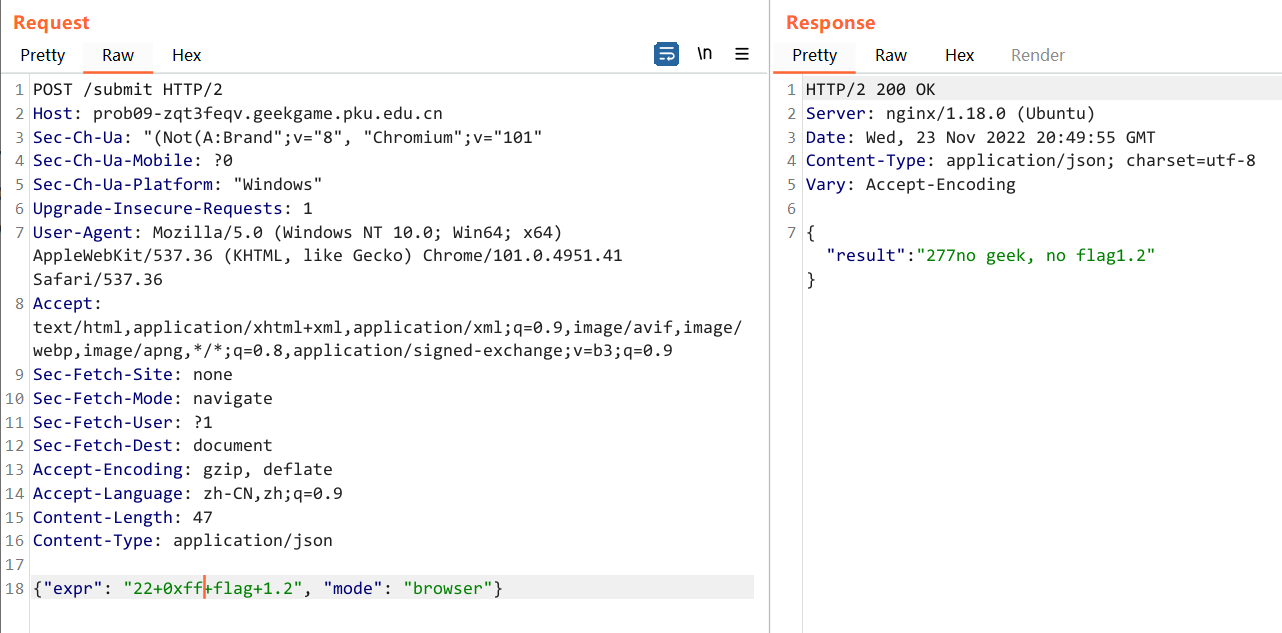 Request
Pretty Raw Hex
\n
1 POST /submit HTTP/2
2 Host: prob09-zqt3feqv.geekgame.pku.edu.cn
3 Sec-Ch-Ua: "(Not(A:Brand";v="8", "Chromium";v="101"
4 Sec-Ch-Ua-Mobile: ?0
5 Sec-Ch-Ua-Platform: "Windows"
6 Upgrade-Insecure-Requests: 1
7 User-Agent: Mozilla/5.0 (Windows NT 10.0; Win64; x64)
AppleWebKit/537.36 (KHTML, like Gecko) Chrome/101.0.4951.41
Safari/537.36
8 Accept:
text/html,application/xhtml+xml,application/xml;q=0.9,image/avif,image/
webp,image/apng,*/*;q=0.8,application/signed-exchange;v=b3;q=0.9
9 Sec-Fetch-Site: none
10 Sec-Fetch-Mode: navigate
11 Sec-Fetch-User: ?1
12 Sec-Fetch-Dest: document
13 Accept-Encoding: gzip, deflate
14 Accept-Language: zh-CN,zh;q=0.9
15 Content-Length: 47
16 Content-Type: application/json
17
18 {"expr": "22+0xff+flag+1.2", "mode": "browser"}
Response
Pretty Raw Hex Render
1 HTTP/2 200 OK
2 Server: nginx/1.18.0 (Ubuntu)
3 Date: Wed, 23 Nov 2022 20:49:55 GMT
4 Content-Type: application/json; charset=utf-8
5 Vary: Accept-Encoding
6
7 {
"result":"277no geek, no flag1.2"
}